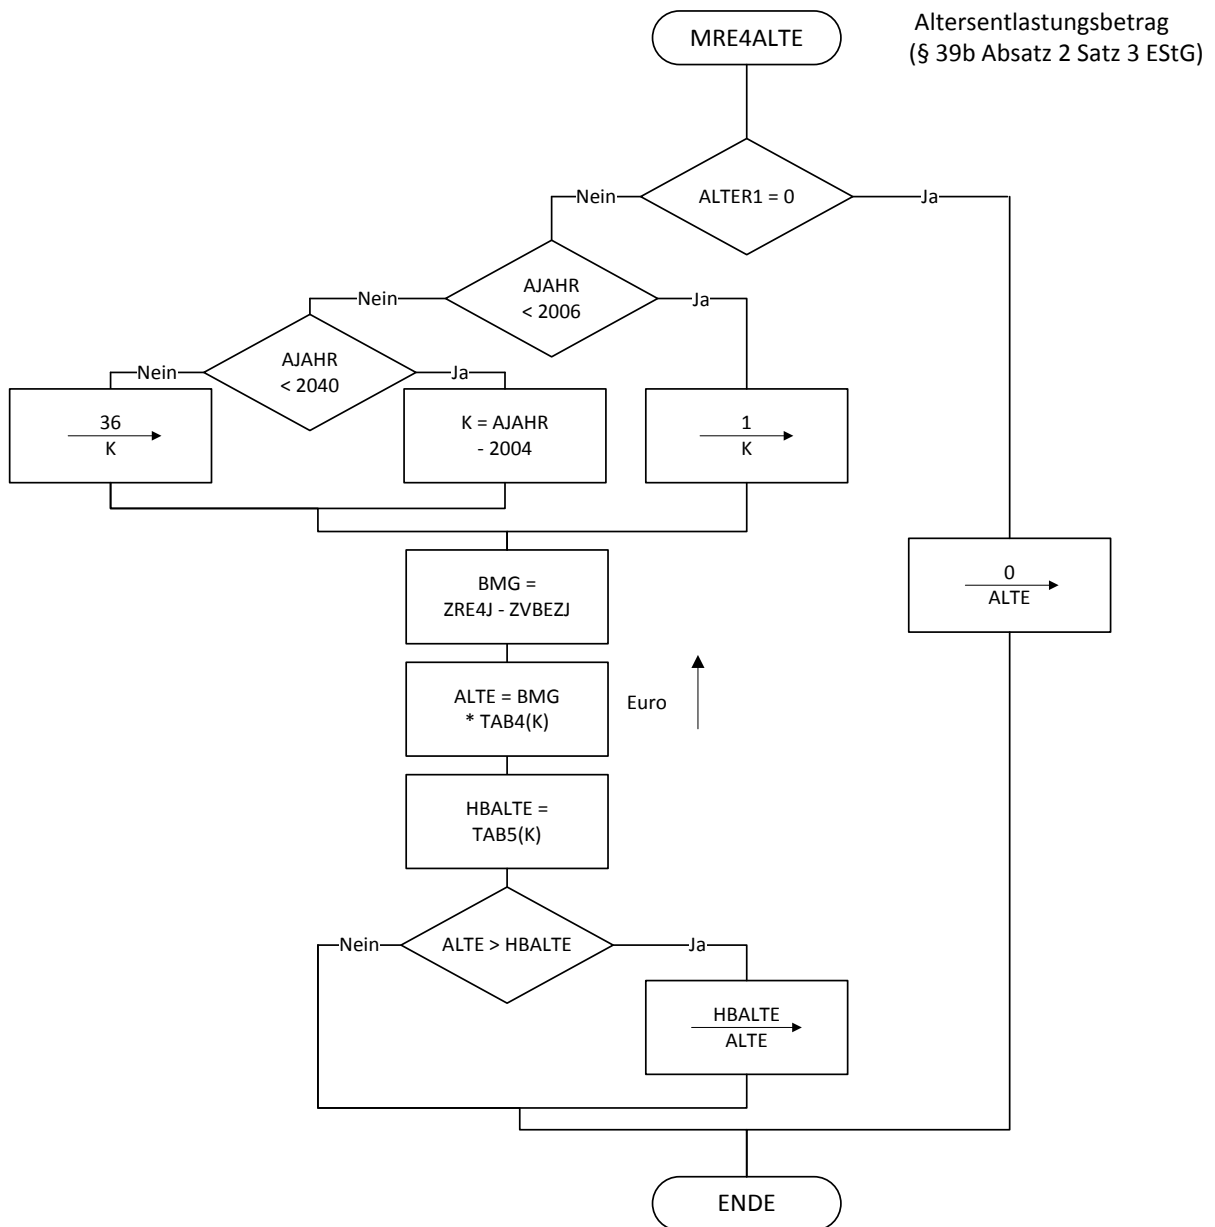 MRE4ALTE
Altersentlastungsbetrag
(§ 39b Absatz 2 Satz 3 EStG)
Nein
ALTER1 = 0
Ja
Nein
AJAHR
< 2006
Ja
Nein
AJAHR
< 2040
Ja
36
K
K = AJAHR
- 2004
1
K
BMG =
ZRE4J - ZVBEZJ
0
ALTE
ALTE = BMG
* TAB4(K)
Euro
HBALTE =
TAB5(K)
Nein
ALTE > HBALTE
Ja
HBALTE
ALTE
ENDE